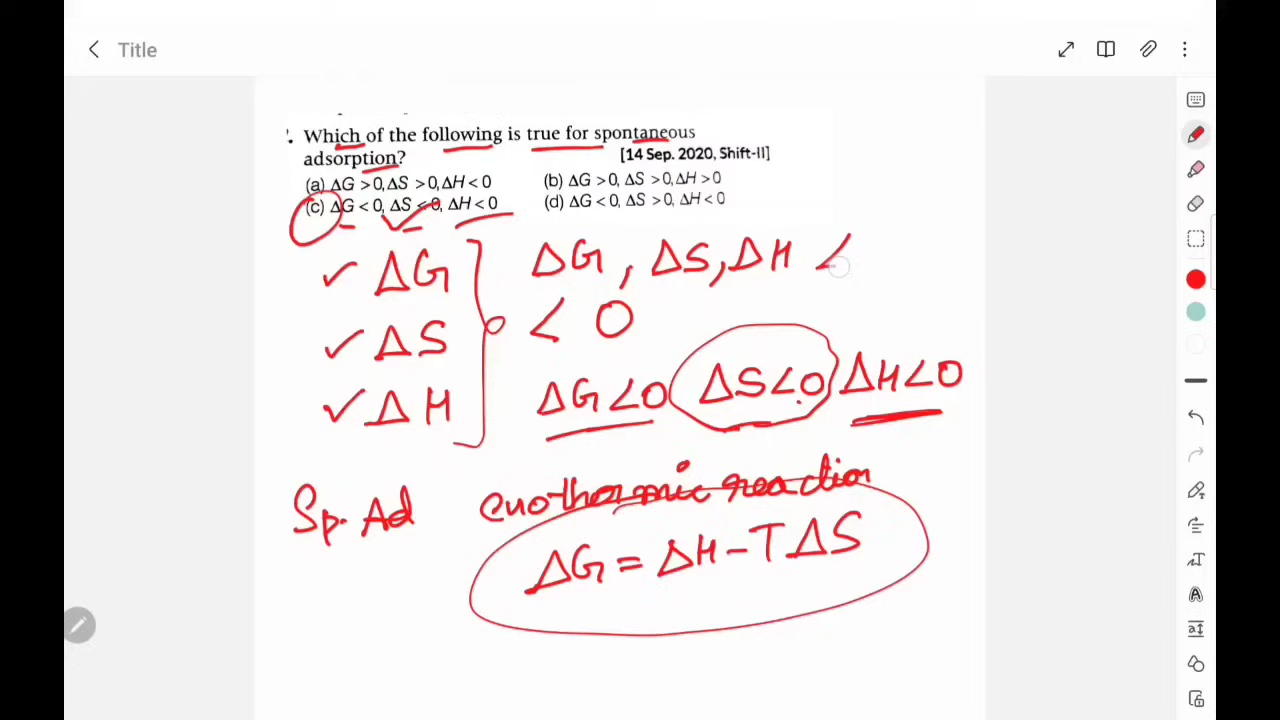 Title
Which of the following is true for spontaneous
adsorption? [14 Sep. 2020, Shift-II]
(a) ΔG > 0, ΔS > 0, ΔH < 0 (b) ΔG > 0, ΔS > 0, ΔH > 0
(c) ΔG < 0, ΔS < 0, ΔH < 0 (d) ΔG < 0, ΔS > 0, ΔH < 0
✓ ΔG ΔG, ΔS, ΔH <
✓ ΔS < 0
✓ ΔH ΔG < 0 ΔS < 0 ΔH < 0
Sp. Ad exothermic reaction
ΔG = ΔH - TΔS